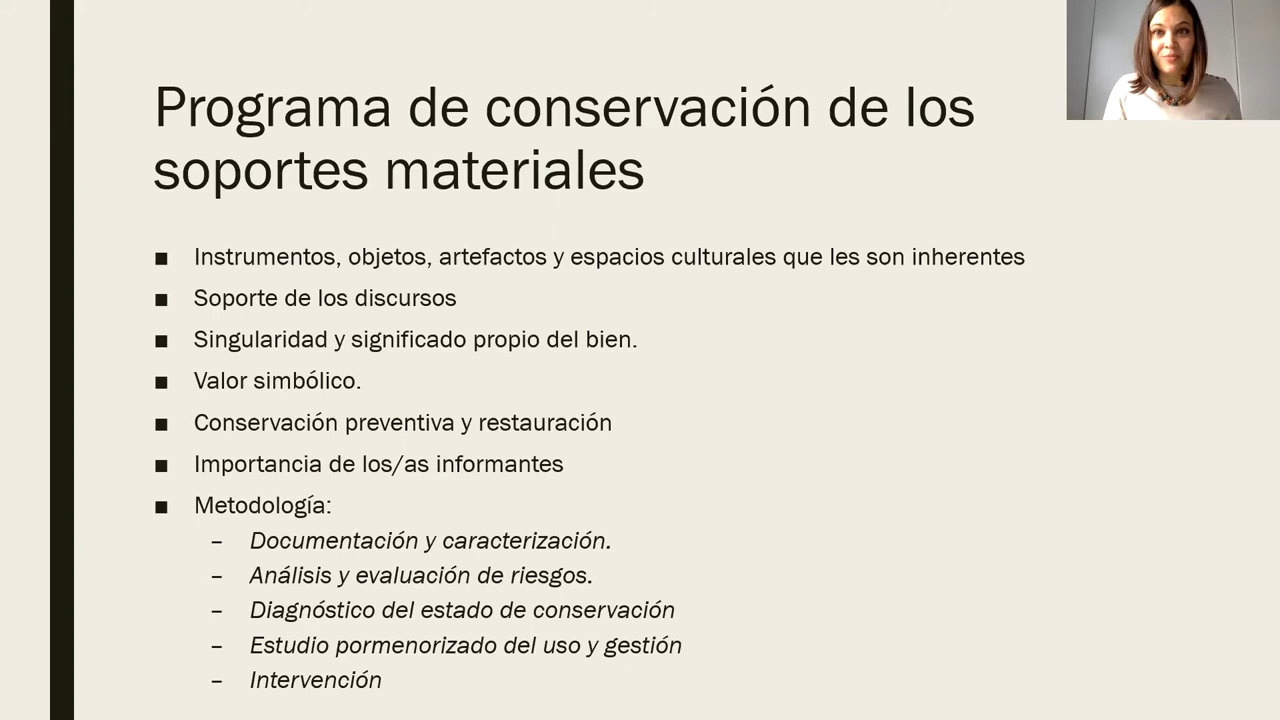 Programa de conservación de los
soportes materiales
■ Instrumentos, objetos, artefactos y espacios culturales que les son inherentes
■ Soporte de los discursos
■ Singularidad y significado propio del bien.
■ Valor simbólico.
■ Conservación preventiva y restauración
■ Importancia de los/as informantes
■ Metodología:
– Documentación y caracterización.
– Análisis y evaluación de riesgos.
– Diagnóstico del estado de conservación
– Estudio pormenorizado del uso y gestión
– Intervención